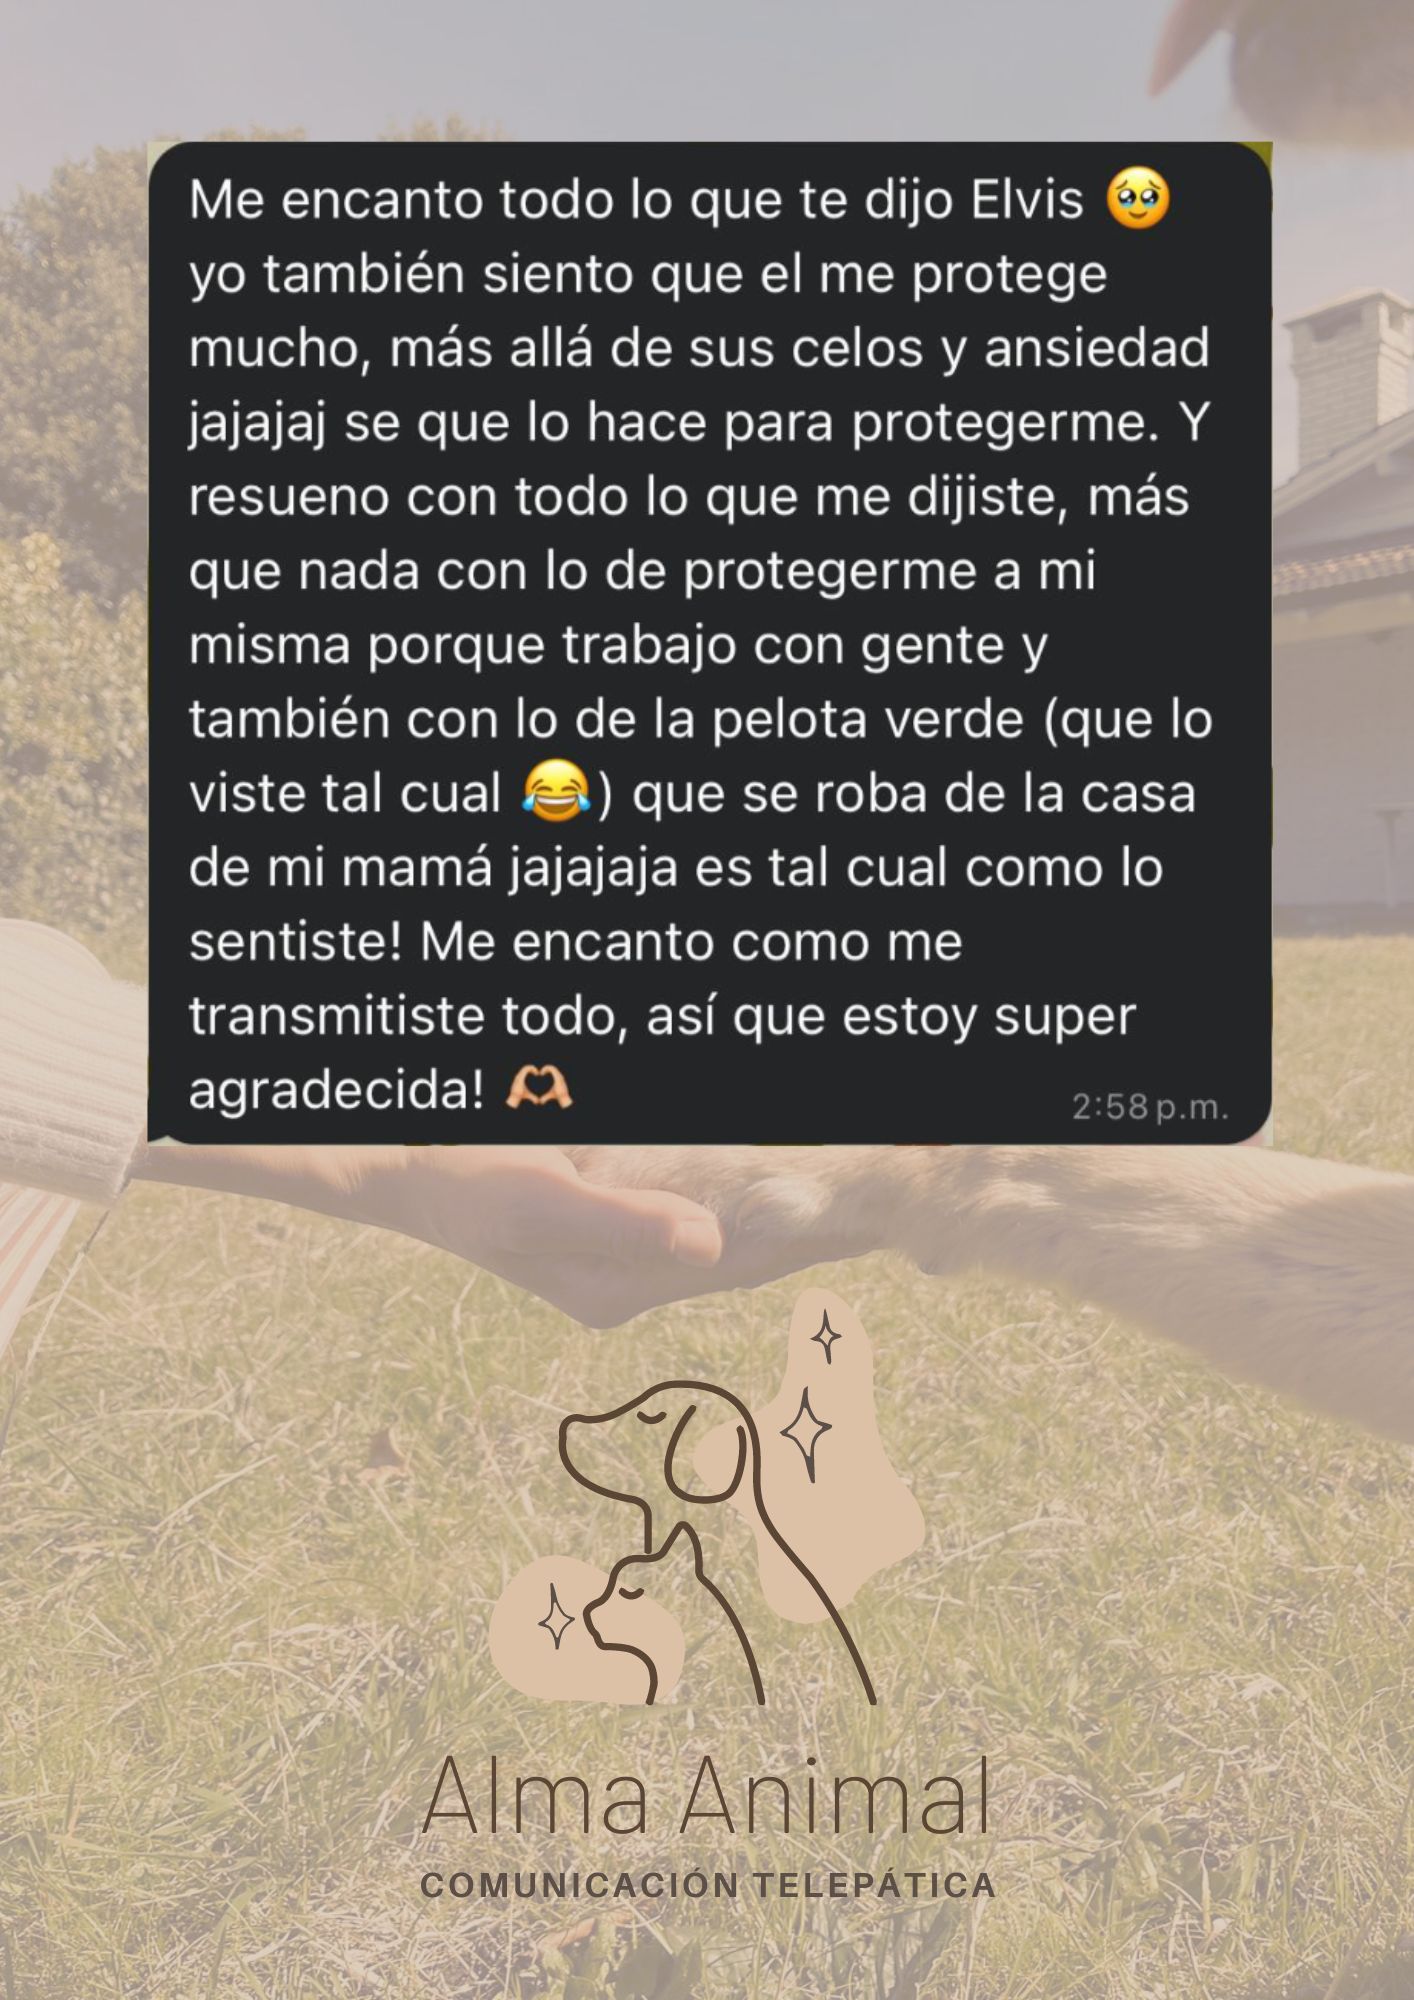 Me encanto todo lo que te dijo Elvis 🥹
yo también siento que el me protege
mucho, más allá de sus celos y ansiedad
jajajaj se que lo hace para protegerme. Y
resueno con todo lo que me dijiste, más
que nada con lo de protegerme a mi
misma porque trabajo con gente y
también con lo de la pelota verde (que lo
viste tal cual 😂) que se roba de la casa
de mi mamá jajajaja es tal cual como lo
sentiste! Me encanto como me
transmitiste todo, así que estoy super
agradecida! 🫶🏼
2:58 p.m.
Alma Animal
COMUNICACIÓN TELEPÁTICA